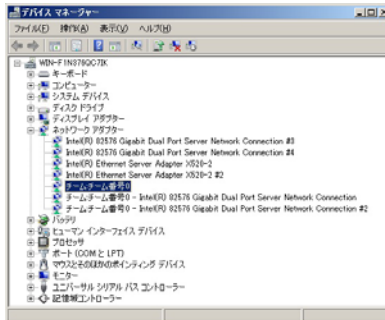 デバイス マネージャー
ファイル(F) 操作(A) 表示(V) ヘルプ(H)
WIN-F1N876QC7IK
キーボード
コンピューター
システム デバイス
ディスク ドライブ
ディスプレイ アダプター
ネットワーク アダプター
Intel(R) 82576 Gigabit Dual Port Server Network Connection #3
Intel(R) 82576 Gigabit Dual Port Server Network Connection #4
Intel(R) Ethernet Server Adapter X520-2
Intel(R) Ethernet Server Adapter X520-2 #2
チームチーム番号0
チームチーム番号0 - Intel(R) 82576 Gigabit Dual Port Server Network Connection
チームチーム番号0 - Intel(R) 82576 Gigabit Dual Port Server Network Connection #2
バッテリ
ヒューマン インターフェイス デバイス
プロセッサ
ポート (COM と LPT)
マウスとそのほかのポインティング デバイス
モニター
ユニバーサル シリアル バス コントローラー
記憶域コントローラー